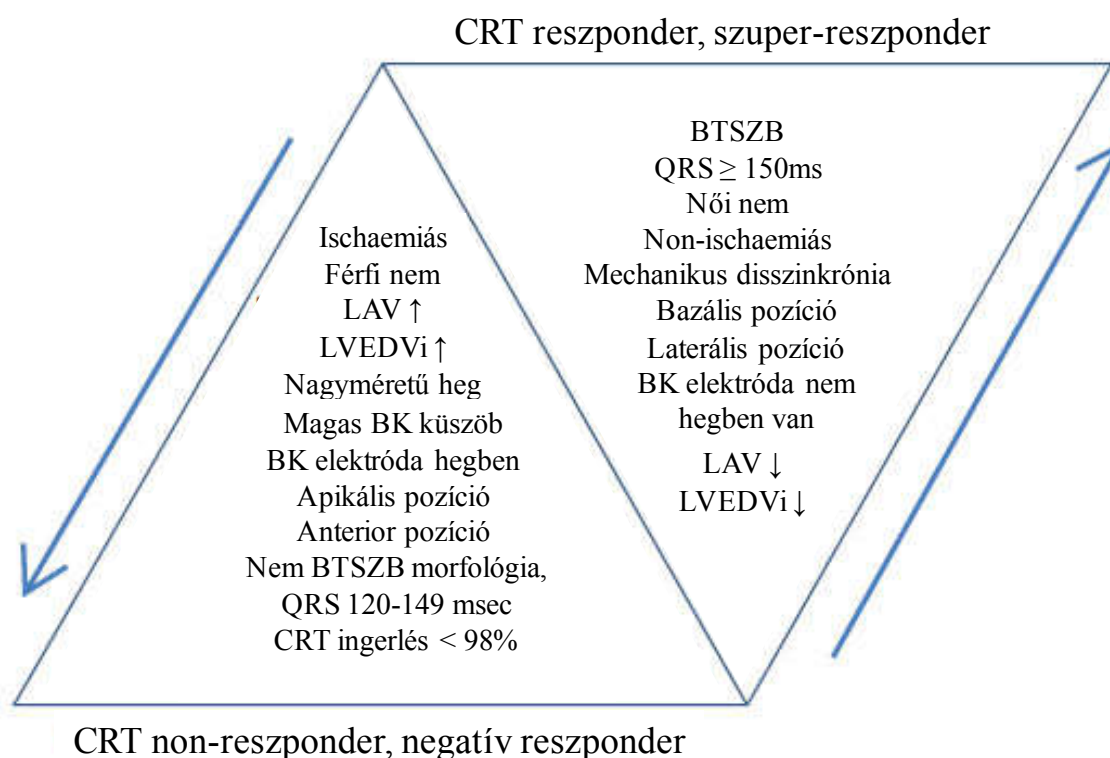 CRT reszponder, szuper-reszponder
BTSZB
QRS ≥ 150ms
Női nem
Non-ischaemiás
Mechanikus disszinkrónia
Bazális pozíció
Laterális pozíció
BK elektróda nem
hegben van
LAV ↓
LVEDVi ↓
Ischaemiás
Férfi nem
LAV ↑
LVEDVi ↑
Nagyméretű heg
Magas BK küszöb
BK elektróda hegben
Apikális pozíció
Anterior pozíció
Nem BTSZB morfológia,
QRS 120-149 msec
CRT ingerlés < 98%
CRT non-reszponder, negatív reszponder